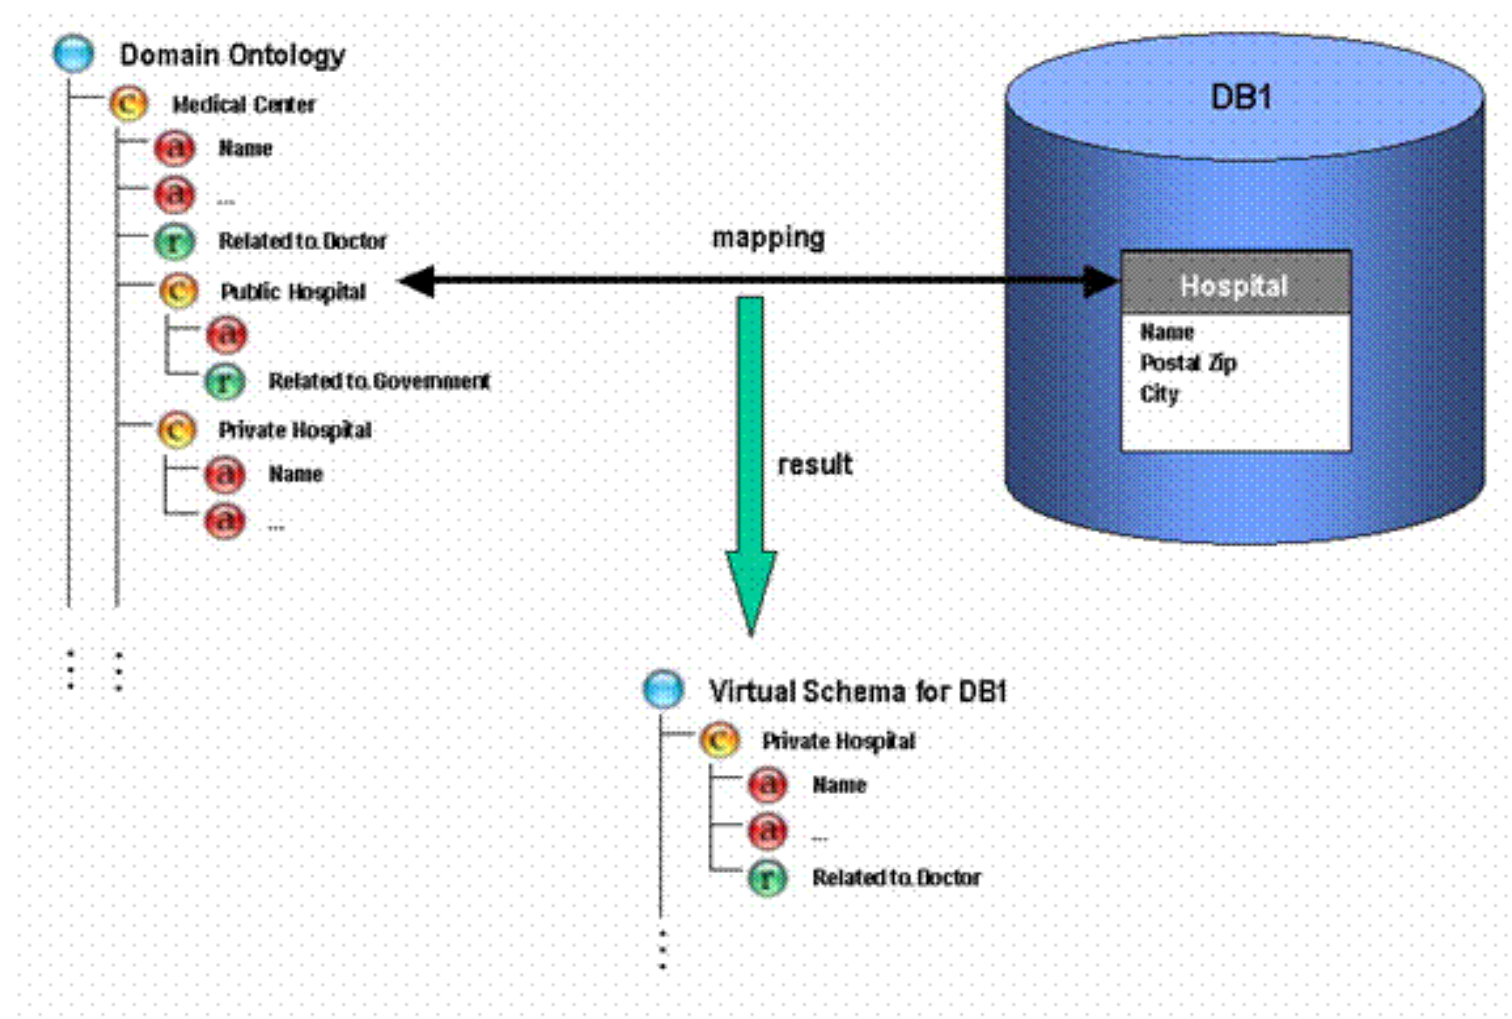 Domain Ontology
c Medical Center
a Name
a ...
r Related to.Doctor
c Public Hospital
a
r Related to.Government
c Private Hospital
a Name
a ...
mapping
result
DB1
Hospital
Name
Postal Zip
City
Virtual Schema for DB1
c Private Hospital
a Name
a ...
r Related to.Doctor